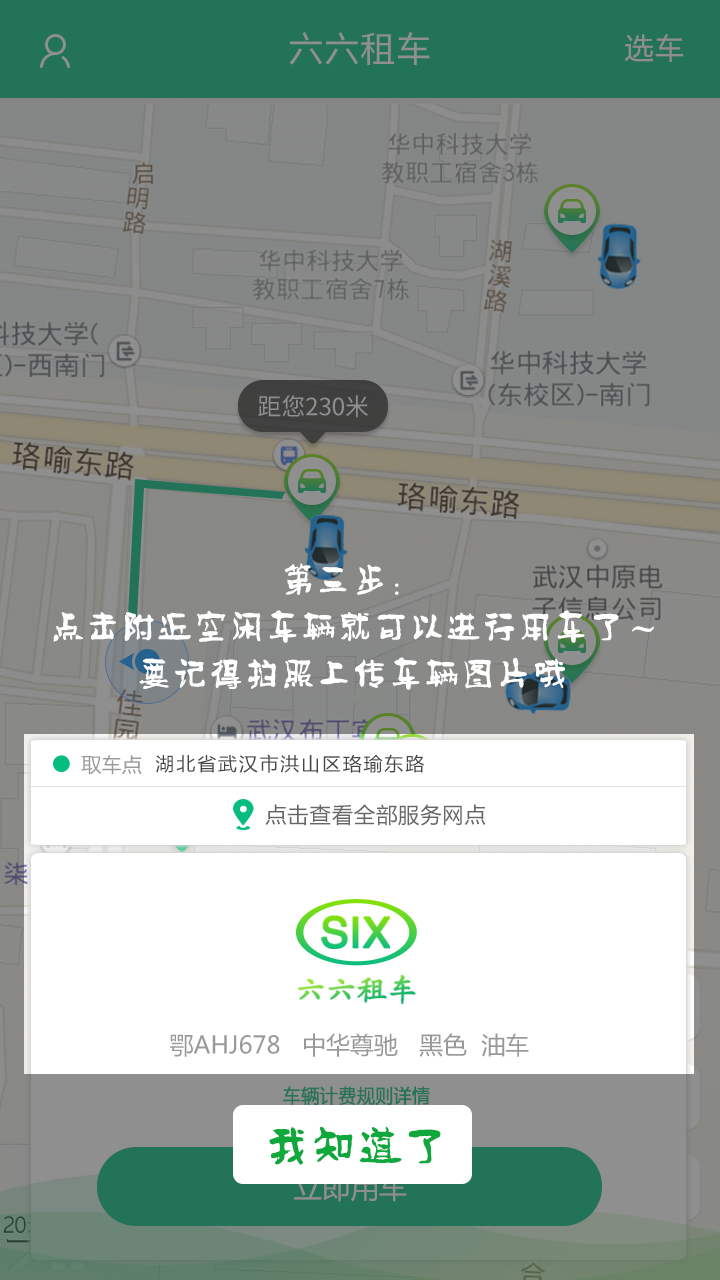 六六租车
选车
华中科技大学
教职工宿舍3栋
启明路
华中科技大学
教职工宿舍7栋
湖溪路
科技大学(
)-西南门
华中科技大学
(东校区)-南门
距您230米
珞喻东路
珞喻东路
武汉中原电
子信息公司
第三步：
点击附近空闲车辆就可以进行用车了~
要记得拍照上传车辆图片哦
佳园
武汉布丁
取车点 湖北省武汉市洪山区珞瑜东路
点击查看全部服务网点
柒
SIX
六六租车
鄂AHJ678 中华尊驰 黑色 油车
车辆计费规则详情
我知道了
立即用车
20
合